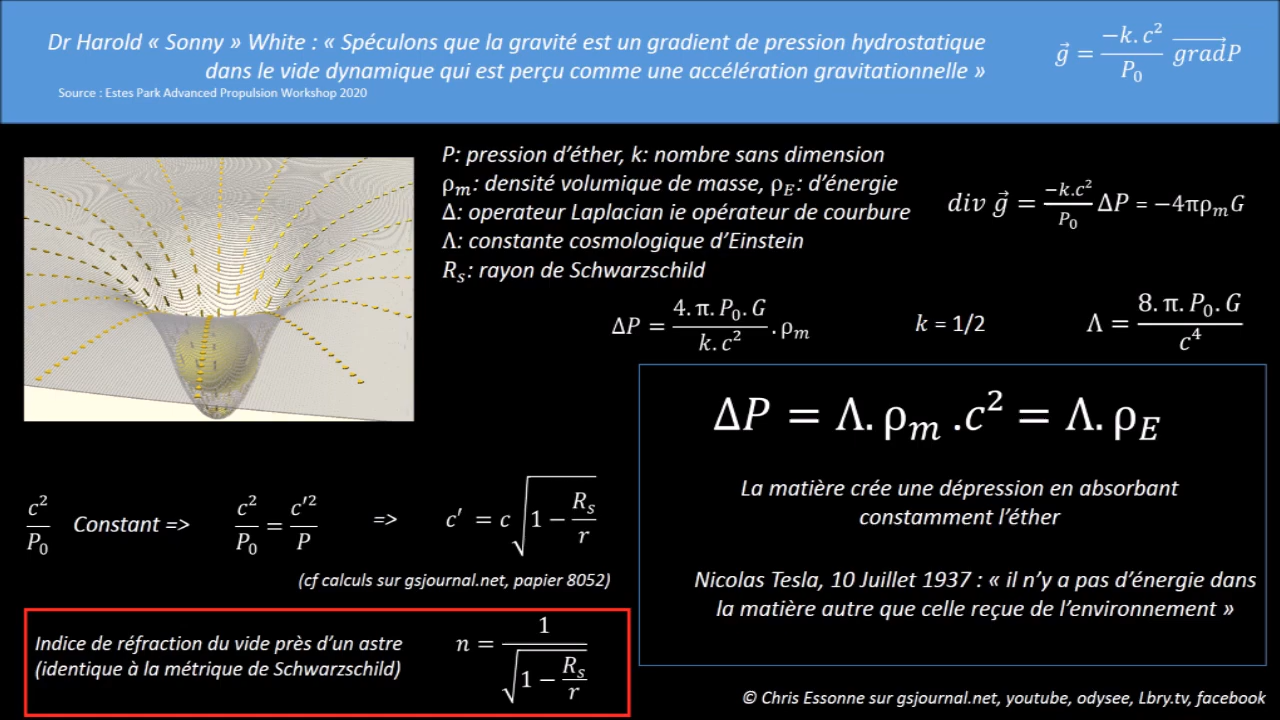 Dr Harold « Sonny » White : « Spéculons que la gravité est un gradient de pression hydrostatique
dans le vide dynamique qui est perçu comme une accélération gravitationnelle »
Source : Estes Park Advanced Propulsion Workshop 2020
g⃗ = −k.c² / P₀ grad⃗P
P: pression d’éther, k: nombre sans dimension
ρₘ: densité volumique de masse, ρ_E: d’énergie
Δ: operateur Laplacian ie opérateur de courbure
Λ: constante cosmologique d’Einstein
Rₛ: rayon de Schwarzschild
div g⃗ = −k.c² / P₀ ΔP = −4πρₘG
ΔP = 4.π.P₀.G / k.c² .ρₘ
k = 1/2
Λ = 8.π.P₀.G / c⁴
ΔP = Λ.ρₘ.c² = Λ.ρ_E
La matière crée une dépression en absorbant
constamment l’éther
Nicolas Tesla, 10 Juillet 1937 : « il n’y a pas d’énergie dans
la matière autre que celle reçue de l’environnement »
c² / P₀ Constant => c² / P₀ = c′² / P => c′ = c √(1 − Rₛ / r)
(cf calculs sur gsjournal.net, papier 8052)
Indice de réfraction du vide près d’un astre
(identique à la métrique de Schwarzschild)
n = 1 / √(1 − Rₛ / r)
© Chris Essonne sur gsjournal.net, youtube, odysee, Lbry.tv, facebook